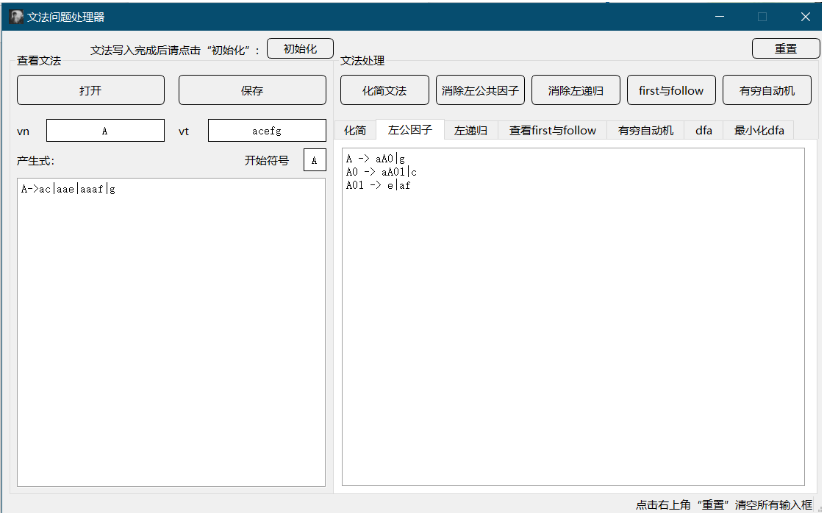 文法问题处理器
文法写入完成后请点击“初始化”： 初始化 重置
查看文法 文法处理
打开 保存 化简文法 消除左公共因子 消除左递归 first与follow 有穷自动机
vn A vt acefg 化简 左公因子 左递归 查看first与follow 有穷自动机 dfa 最小化dfa
产生式： 开始符号 A
A->ac|aae|aaaf|g
A -> aA0|g
A0 -> aA01|c
A01 -> e|af
点击右上角“重置”清空所有输入框